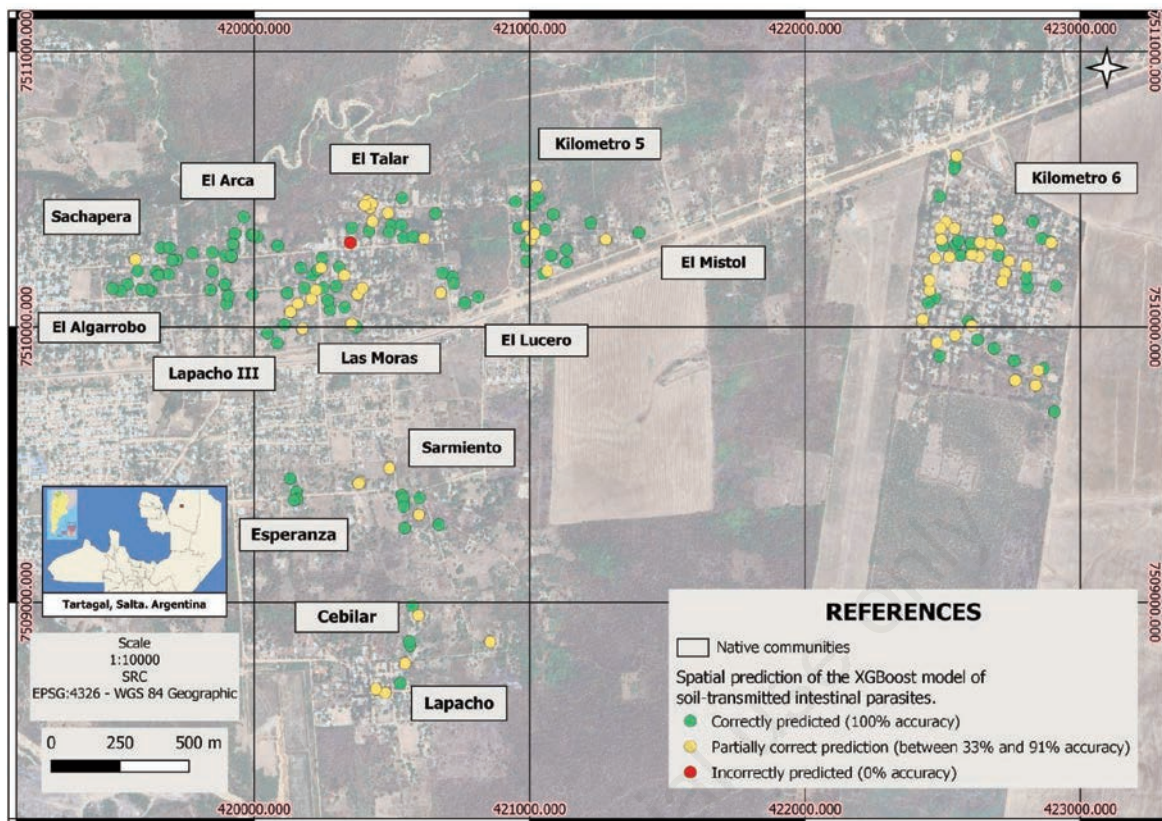 420000.000
421000.000
422000.000
423000.000
7511000.000
7511000.000
Kilometro 5
El Talar
El Arca
Kilometro 6
Sachapera
El Mistol
7510000.000
7510000.000
El Algarrobo
El Lucero
Las Moras
Lapacho III
Sarmiento
Esperanza
Tartagal, Salta. Argentina
7509000.000
7509000.000
Cebilar
Lapacho
Scale
1:10000
SRC
EPSG:4326 - WGS 84 Geographic
0 250 500 m
REFERENCES
Native communities
Spatial prediction of the XGBoost model of
soil-transmitted intestinal parasites.
Correctly predicted (100% accuracy)
Partially correct prediction (between 33% and 91% accuracy)
Incorrectly predicted (0% accuracy)
420000.000
421000.000
422000.000
423000.000